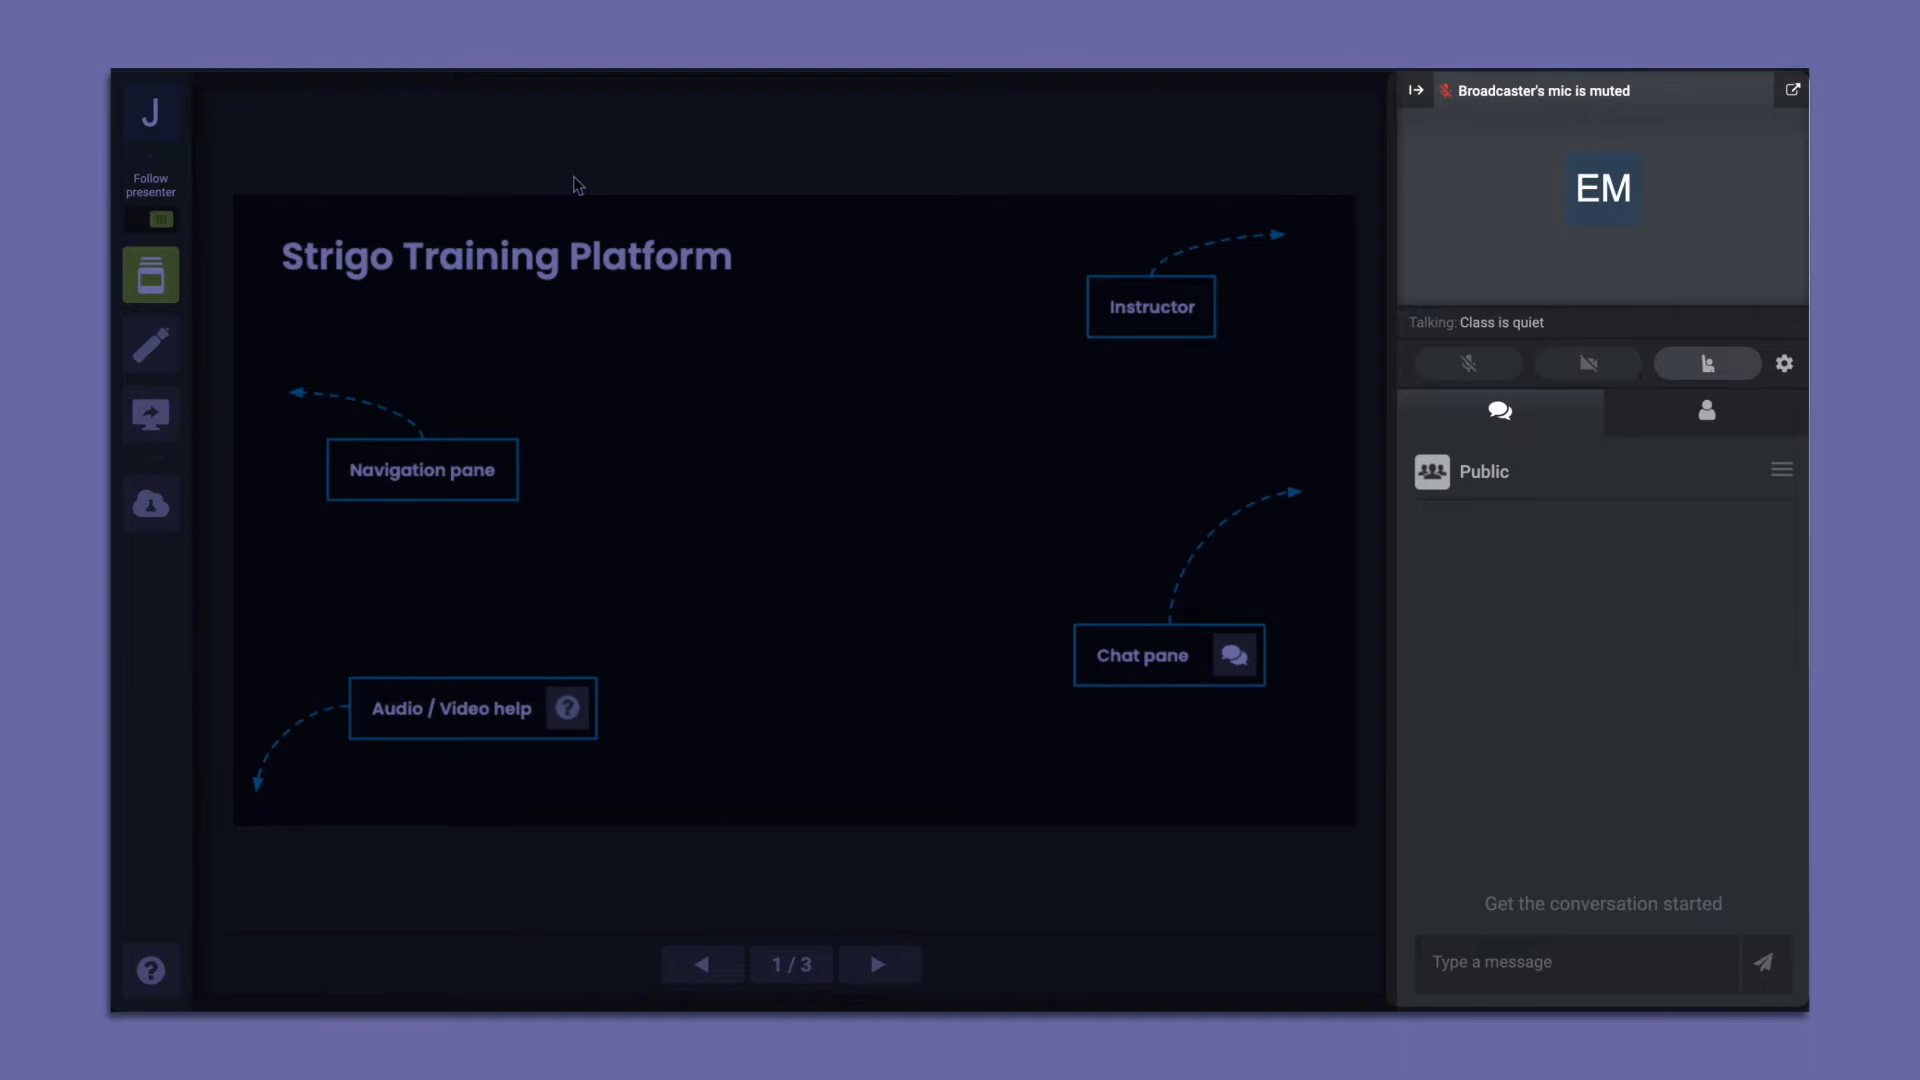 J
Follow
presenter
Strigo Training Platform
Instructor
Navigation pane
Chat pane
Audio / Video help
1 / 3
Broadcaster's mic is muted
EM
Talking: Class is quiet
Public
Get the conversation started
Type a message